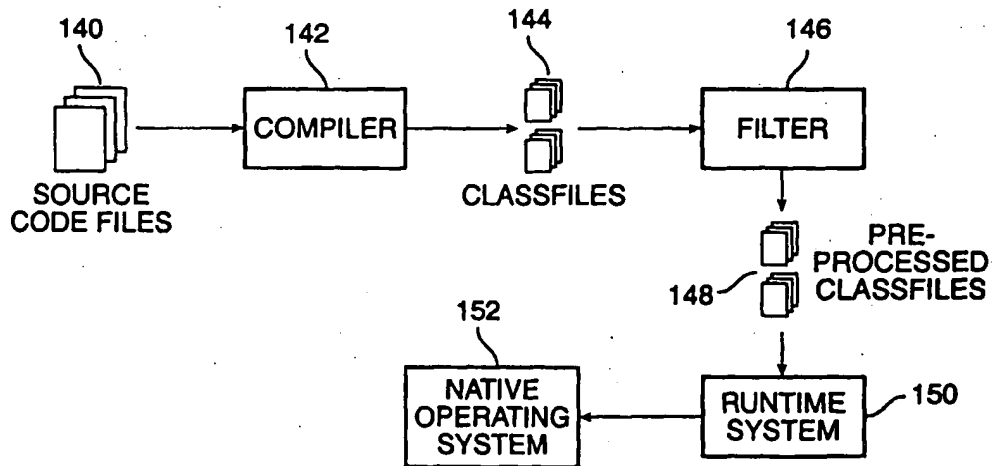 140
142
144
146
COMPILER
FILTER
SOURCE
CODE FILES
CLASSFILES
PRE-
PROCESSED
CLASSFILES
148
152
NATIVE
OPERATING
SYSTEM
RUNTIME
SYSTEM
150